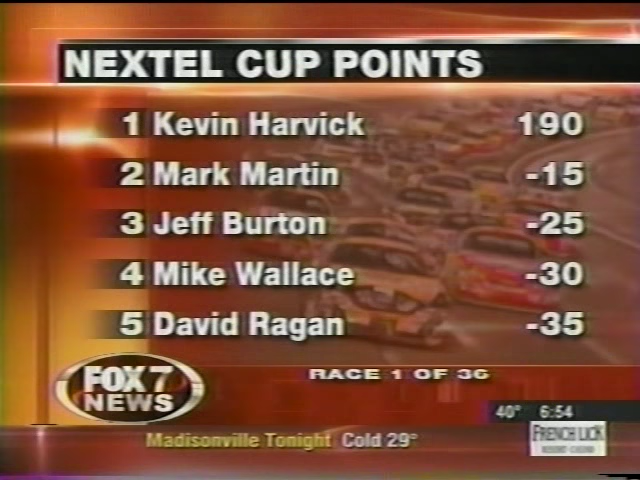 NEXTEL CUP POINTS
1 Kevin Harvick 190
2 Mark Martin -15
3 Jeff Burton -25
4 Mike Wallace -30
5 David Ragan -35
RACE 1 OF 36
FOX 7
NEWS
40° 6:54
Madisonville Tonight Cold 29°
FRENCH LICK
RESORT CASINO